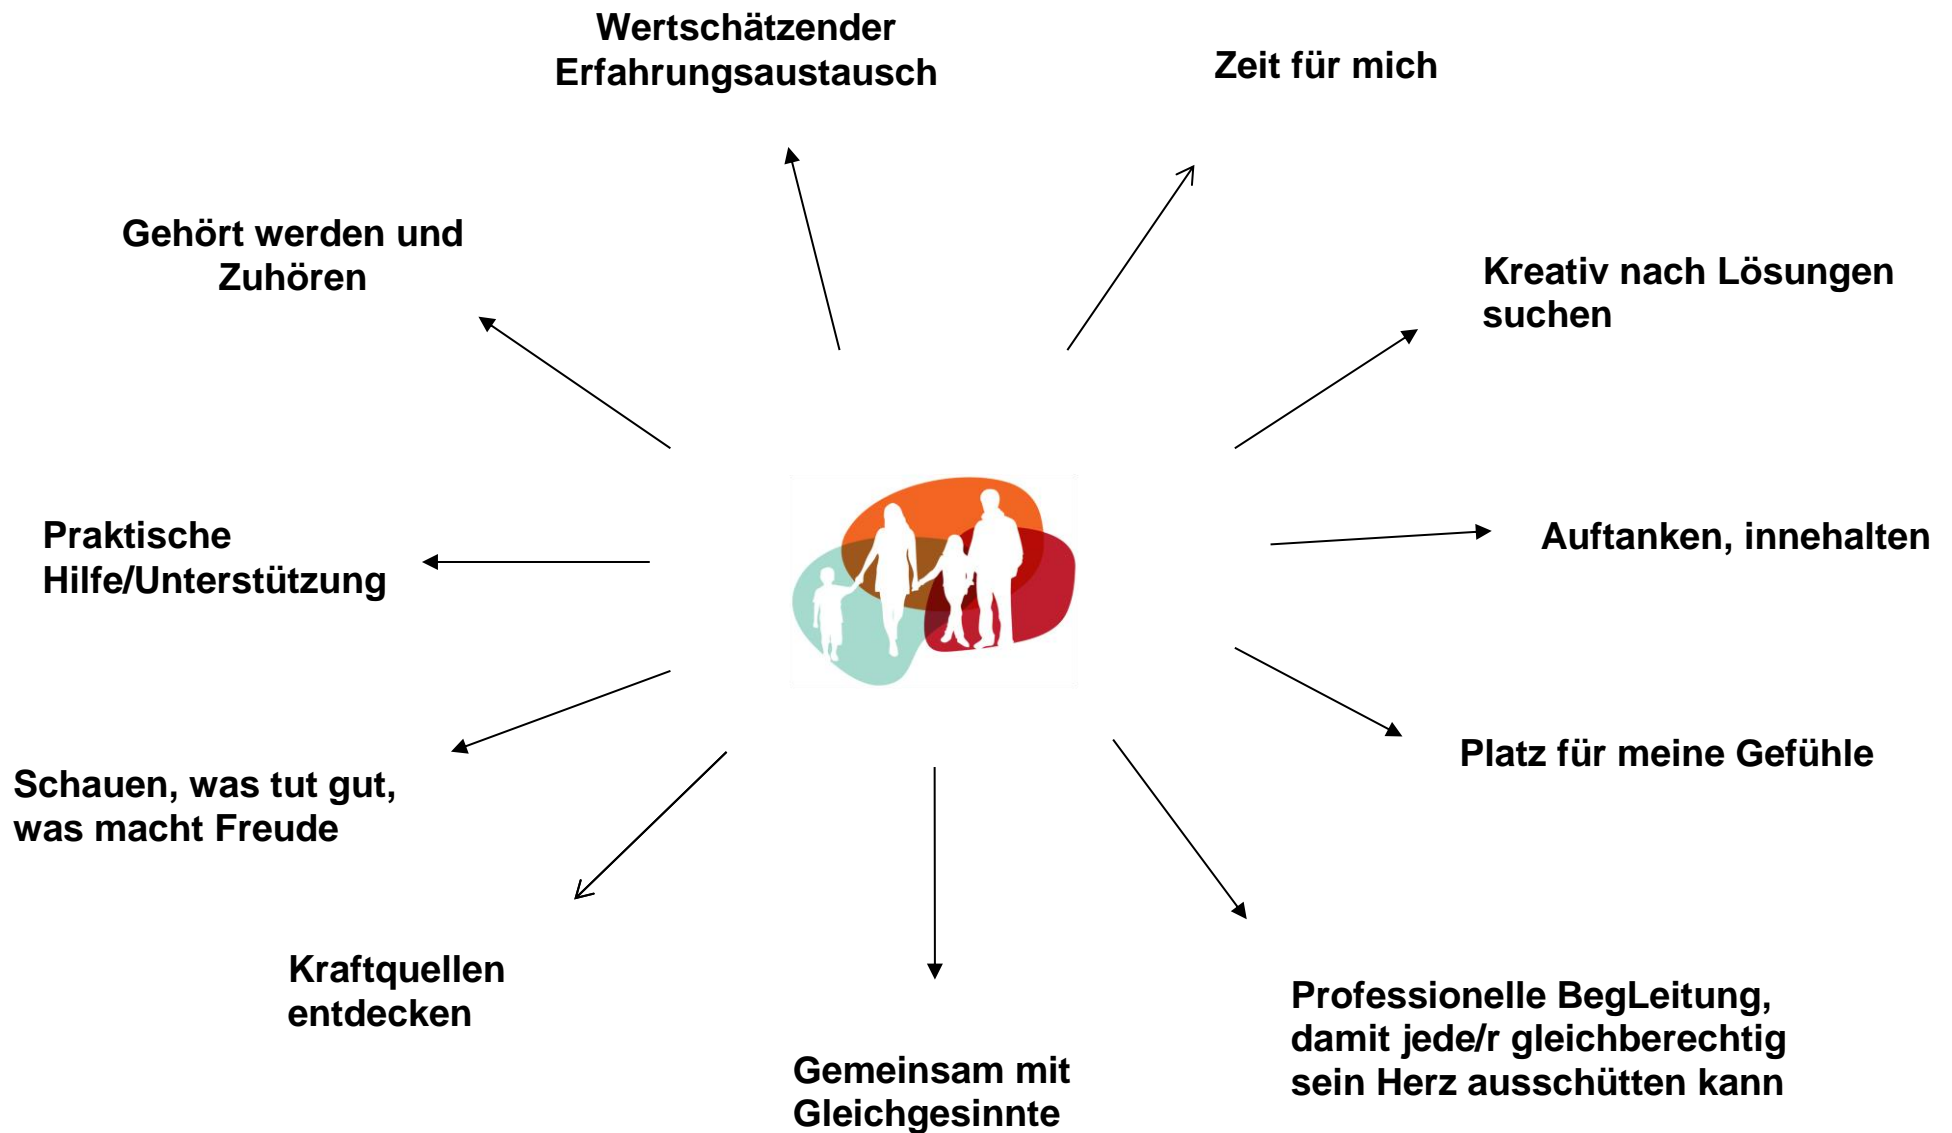 Wertschätzender
Erfahrungsaustausch
Zeit für mich
Gehört werden und
Zuhören
Kreativ nach Lösungen
suchen
Praktische
Hilfe/Unterstützung
Auftanken, innehalten
Schauen, was tut gut,
was macht Freude
Platz für meine Gefühle
Kraftquellen
entdecken
Gemeinsam mit
Gleichgesinnte
Professionelle BegLeitung,
damit jede/r gleichberechtig
sein Herz ausschütten kann